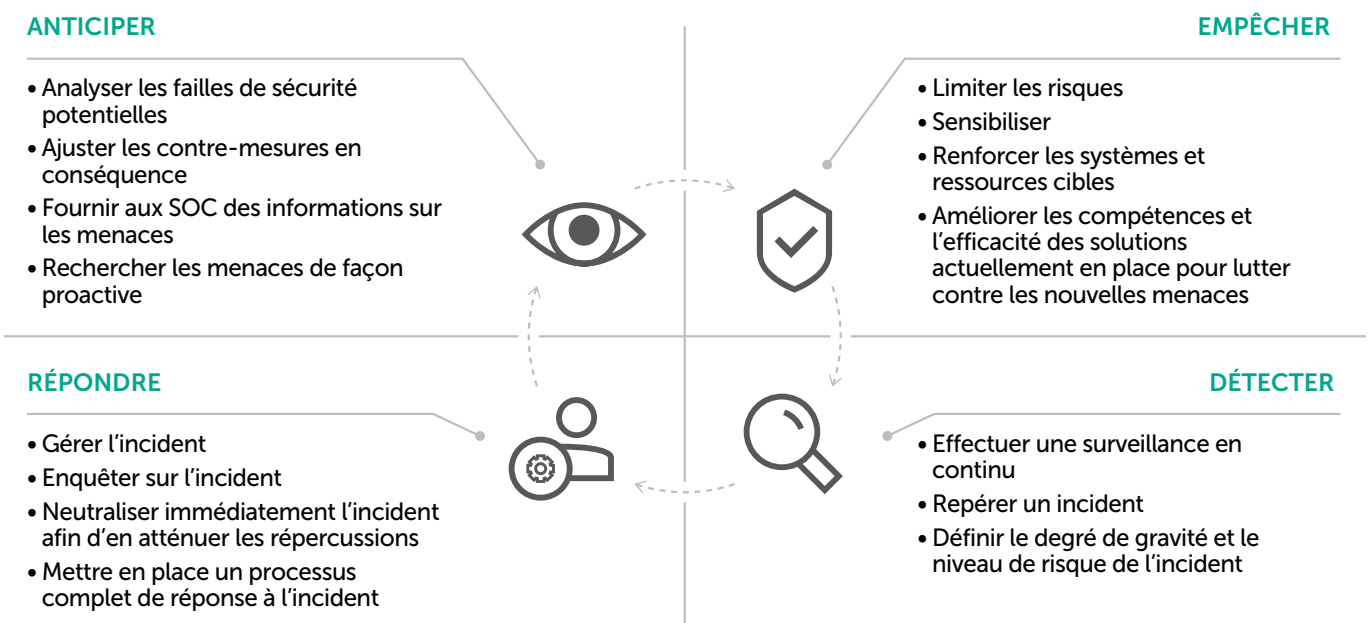 ANTICIPER
• Analyser les failles de sécurité
potentielles
• Ajuster les contre-mesures en
conséquence
• Fournir aux SOC des informations sur
les menaces
• Rechercher les menaces de façon
proactive
EMPÊCHER
• Limiter les risques
• Sensibiliser
• Renforcer les systèmes et
ressources cibles
• Améliorer les compétences et
l’efficacité des solutions
actuellement en place pour lutter
contre les nouvelles menaces
RÉPONDRE
• Gérer l’incident
• Enquêter sur l’incident
• Neutraliser immédiatement l’incident
afin d’en atténuer les répercussions
• Mettre en place un processus
complet de réponse à l’incident
DÉTECTER
• Effectuer une surveillance en
continu
• Repérer un incident
• Définir le degré de gravité et le
niveau de risque de l’incident